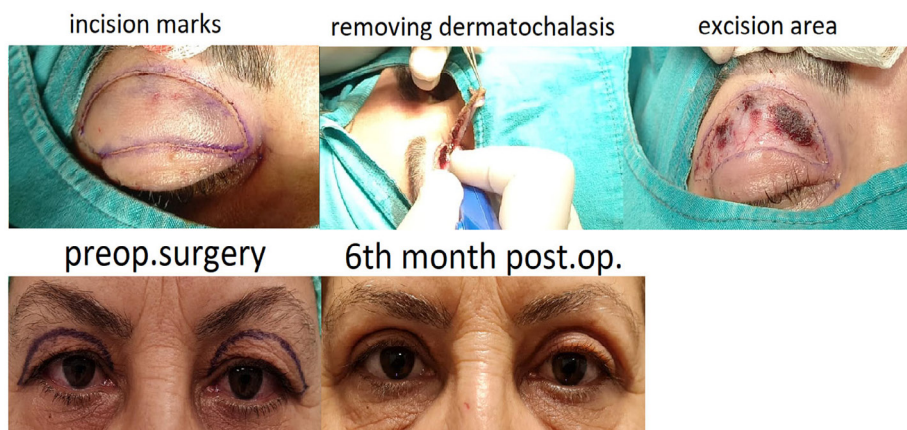 incision marks
removing dermatochalasis
excision area
preop.surgery
6th month post.op.